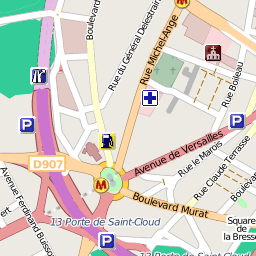 Boulevard
Rue du Général Delestraint
Rue Michel-Ange
Rue Boileau
P
P
D907
Avenue de Versailles
Rue le Marois
Rue Claude Terrasse
M
Boulevard Murat
Avenue Ferdinand Buisson
ert
13 Porte de Saint-Cloud
Square de
la Bresse
P
M
13 Porte de Saint-Cloud